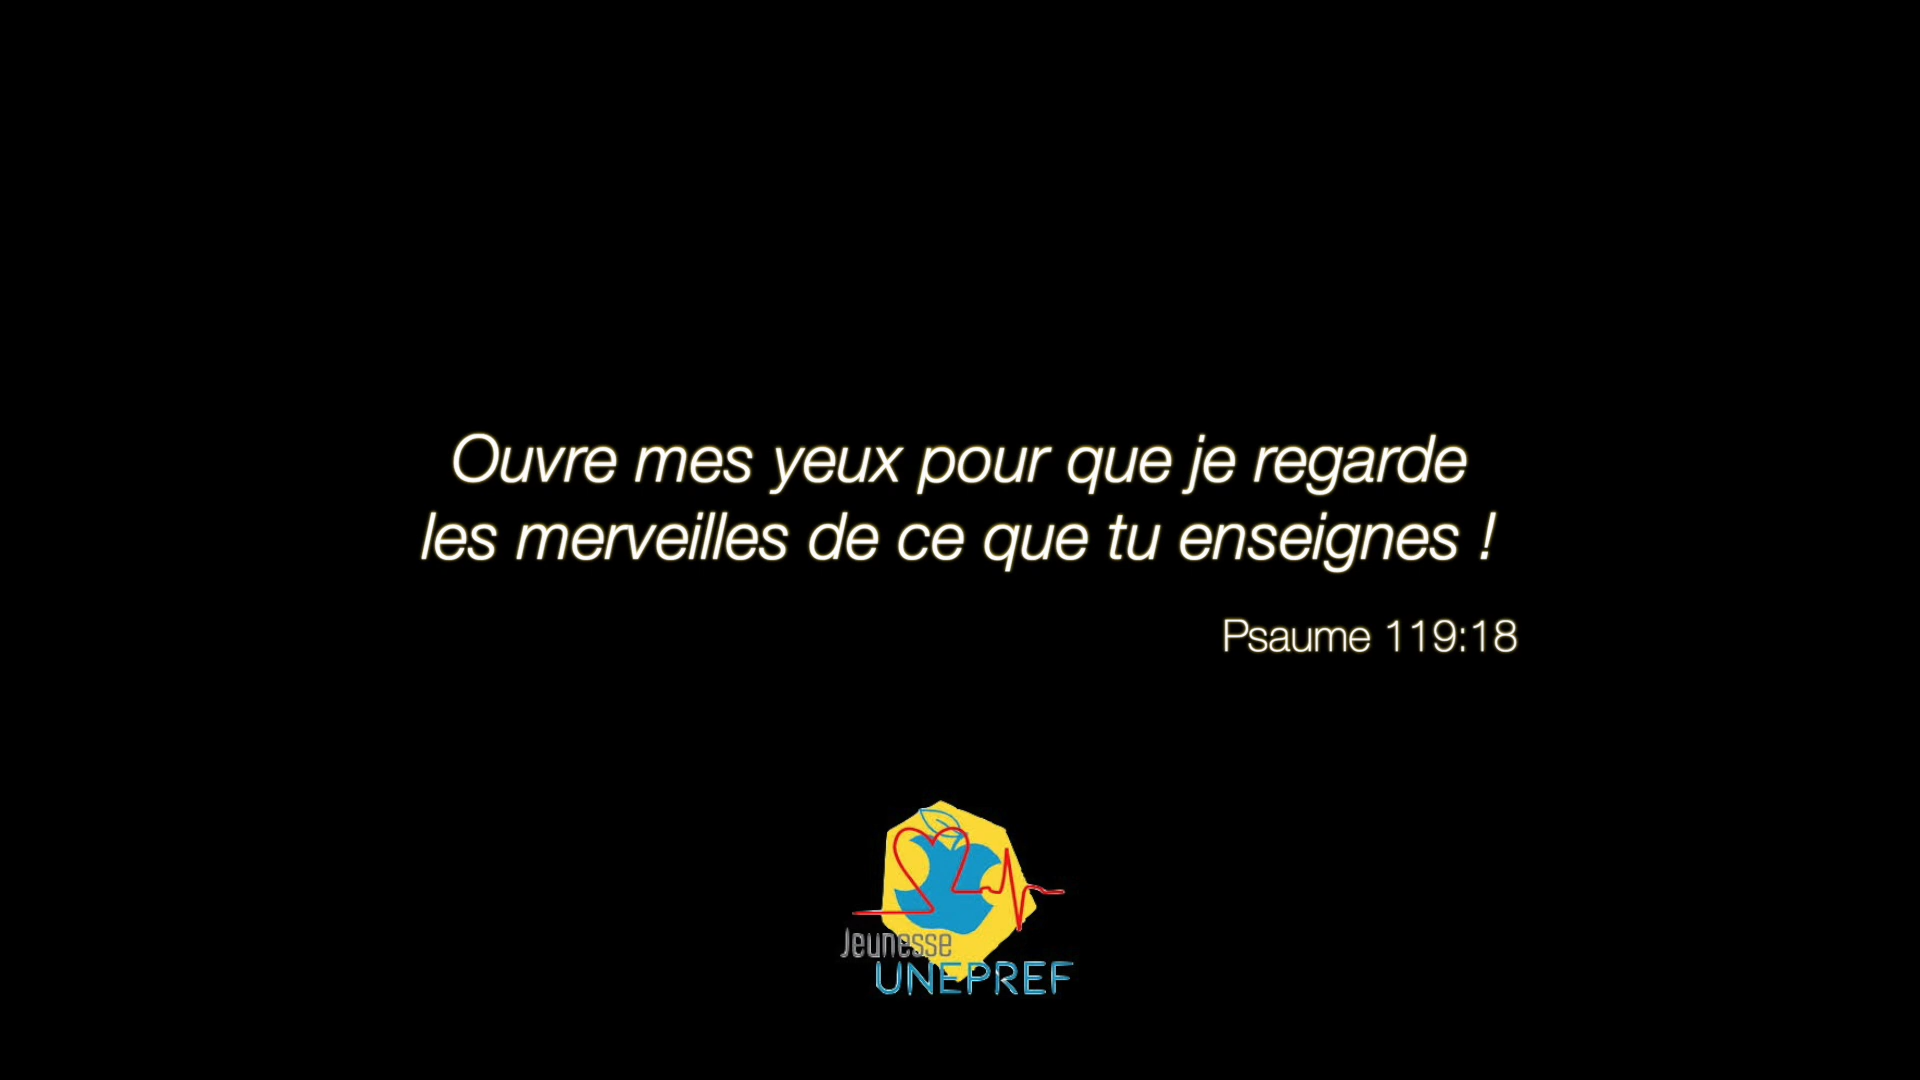 Ouvre mes yeux pour que je regarde
les merveilles de ce que tu enseignes !
Psaume 119:18
Jeunesse
UNEPREF